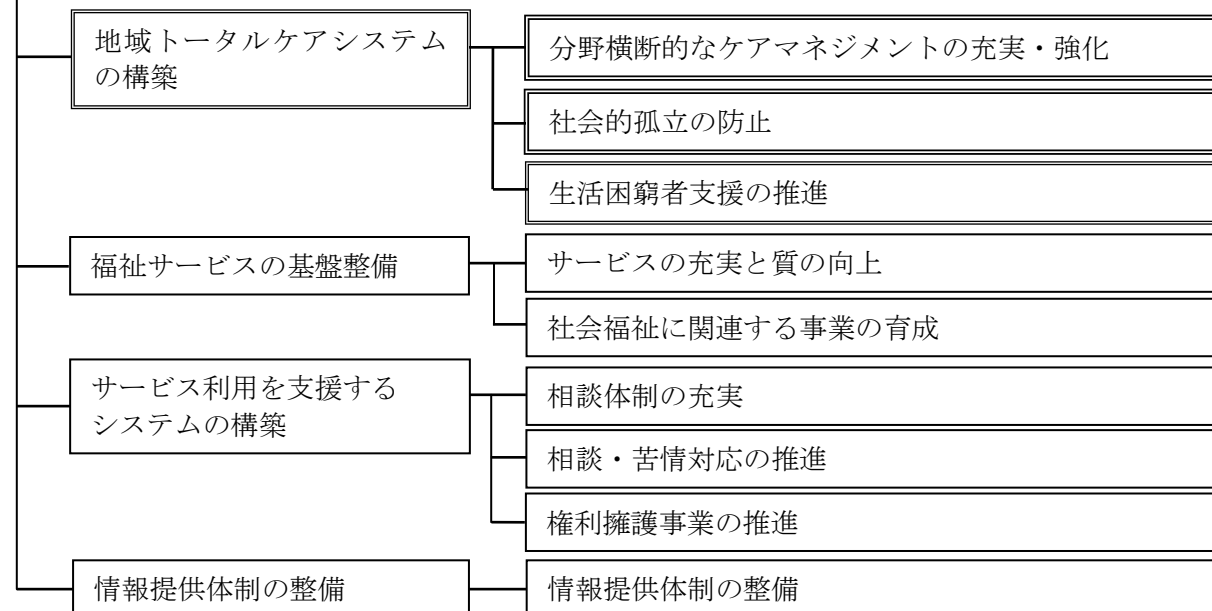 地域トータルケアシステム
の構築
分野横断的なケアマネジメントの充実・強化
社会的孤立の防止
生活困窮者支援の推進
福祉サービスの基盤整備
サービスの充実と質の向上
社会福祉に関連する事業の育成
サービス利用を支援する
システムの構築
相談体制の充実
相談・苦情対応の推進
権利擁護事業の推進
情報提供体制の整備
情報提供体制の整備